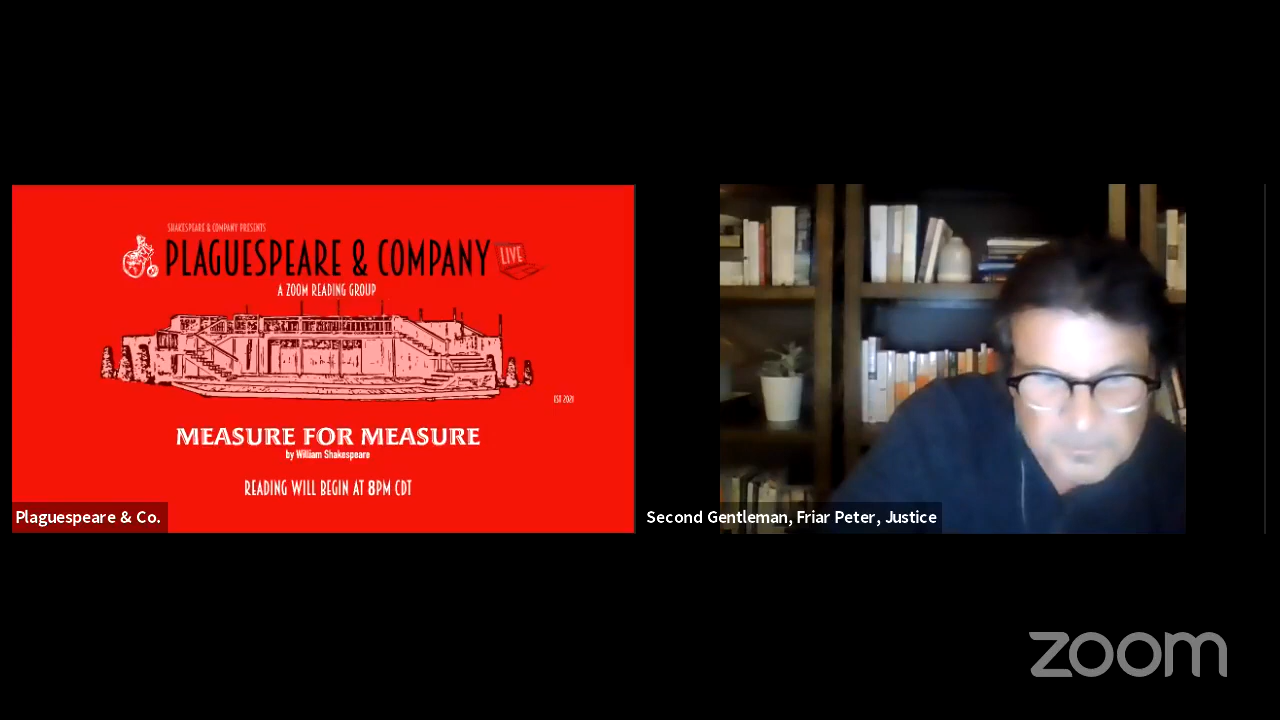 SHAKESPEARE & COMPANY PRESENTS
PLAGUESPEARE & COMPANY LIVE
A ZOOM READING GROUP
EST 2021
MEASURE FOR MEASURE
by William Shakespeare
READING WILL BEGIN AT 8PM CDT
Plaguespeare & Co.
Second Gentleman, Friar Peter, Justice
zoom